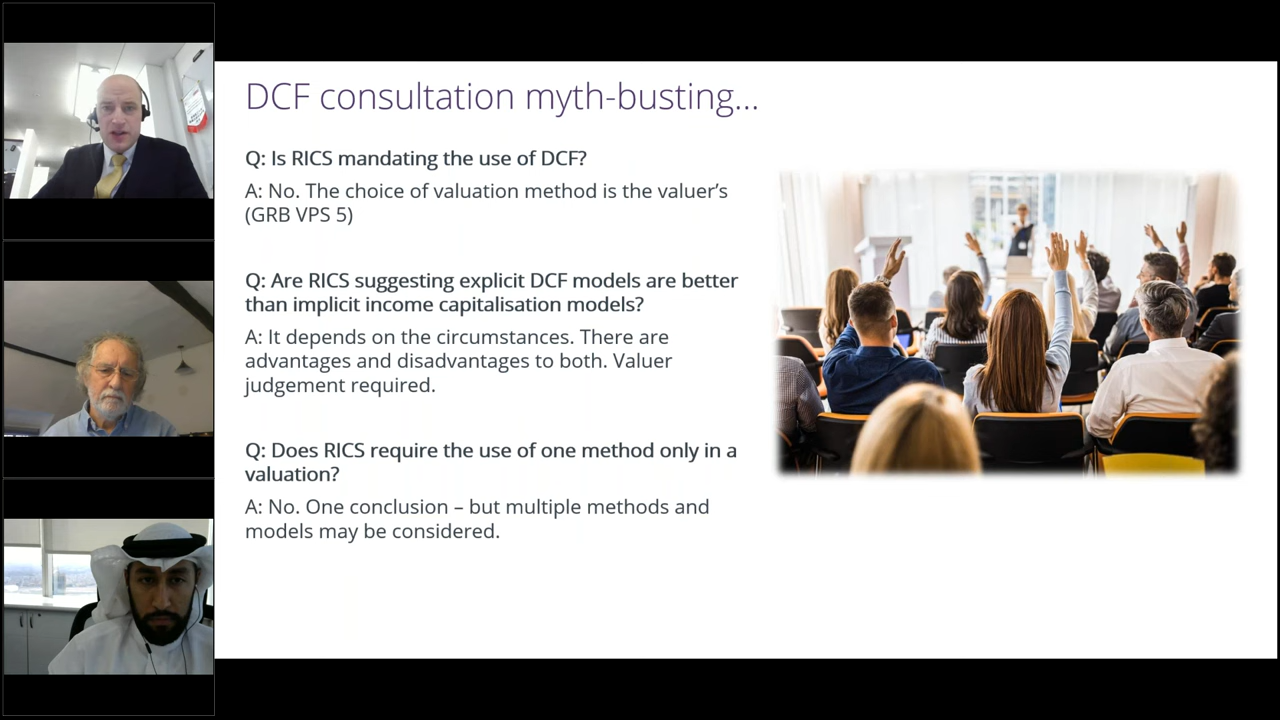 DCF consultation myth-busting...
Q: Is RICS mandating the use of DCF?
A: No. The choice of valuation method is the valuer’s
(GRB VPS 5)
Q: Are RICS suggesting explicit DCF models are better
than implicit income capitalisation models?
A: It depends on the circumstances. There are
advantages and disadvantages to both. Valuer
judgement required.
Q: Does RICS require the use of one method only in a
valuation?
A: No. One conclusion – but multiple methods and
models may be considered.